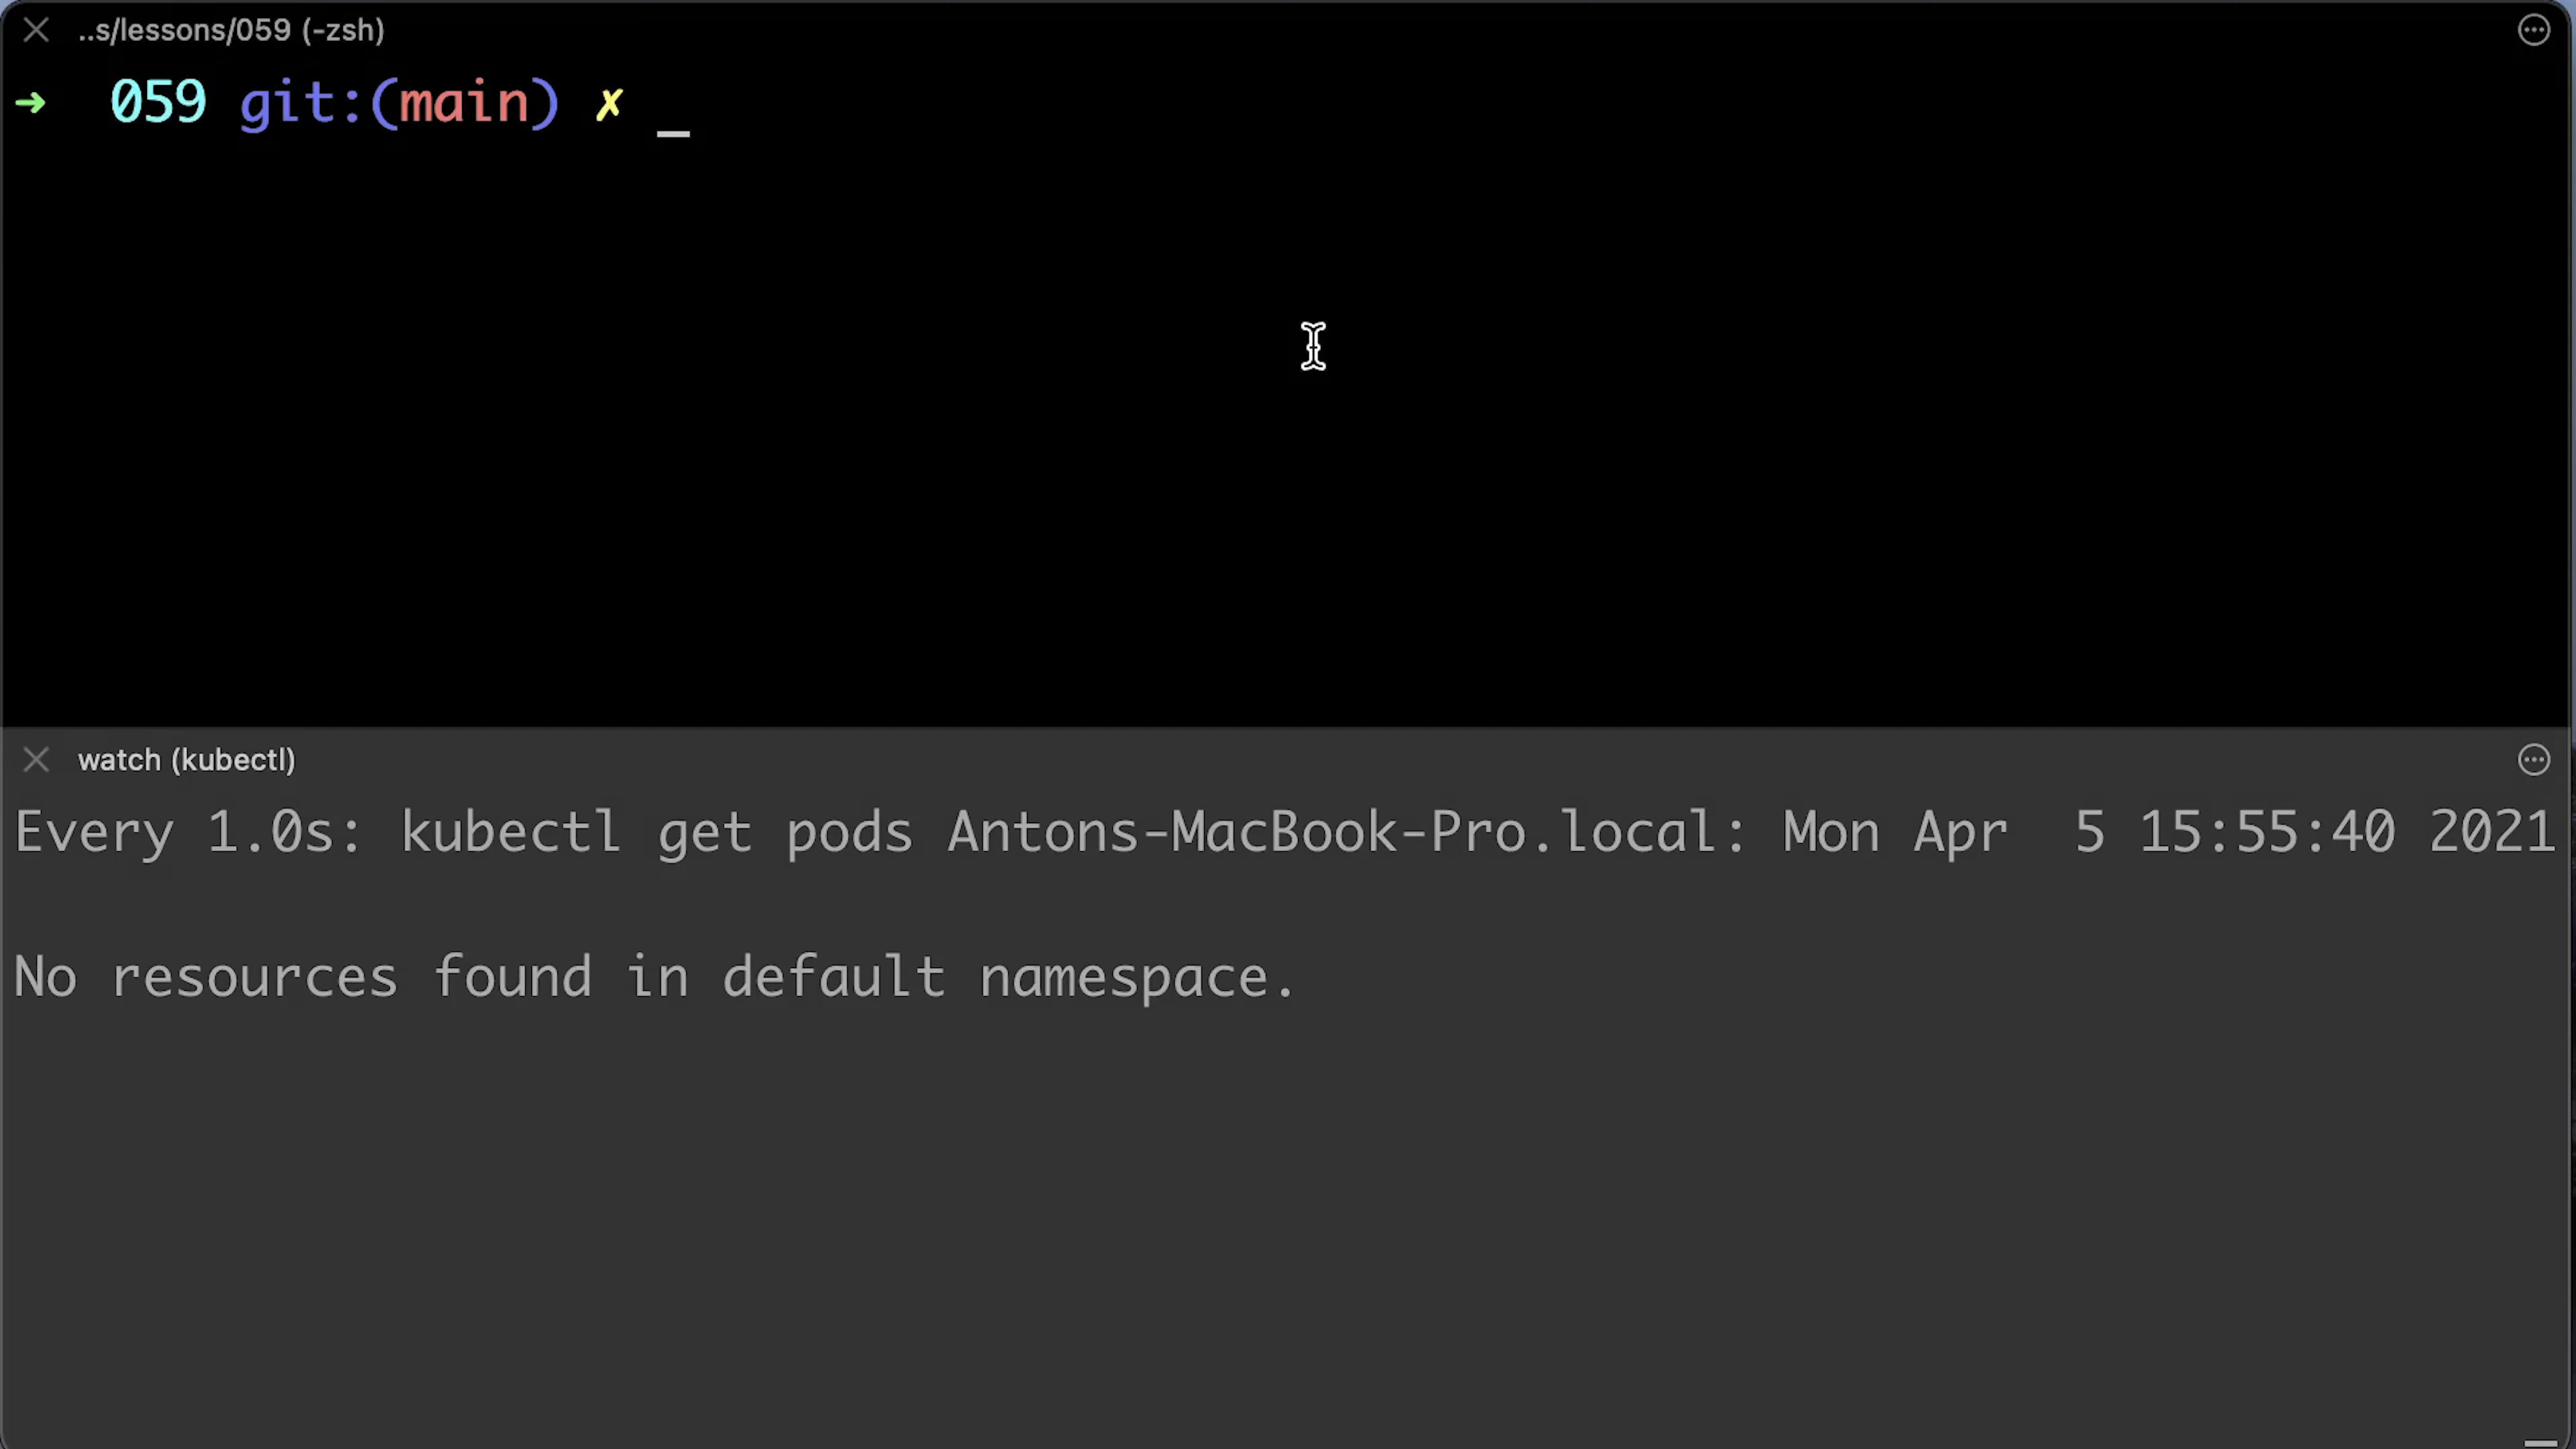 ..s/lessons/059 (-zsh)
➜ 059 git:(main) ✗ _
watch (kubectl)
Every 1.0s: kubectl get pods Antons-MacBook-Pro.local: Mon Apr  5 15:55:40 2021
No resources found in default namespace.